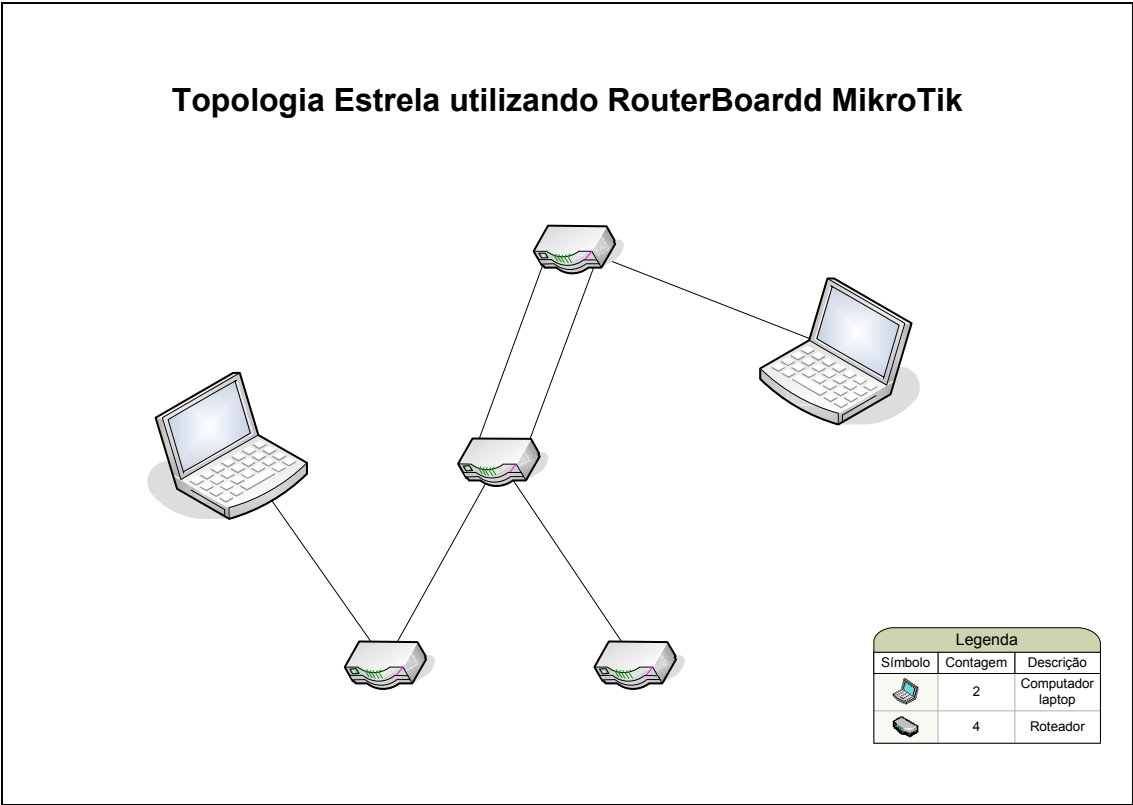 Topologia Estrela utilizando RouterBoardd MikroTik
Legenda
Símbolo Contagem Descrição
2 Computador
laptop
4 Roteador